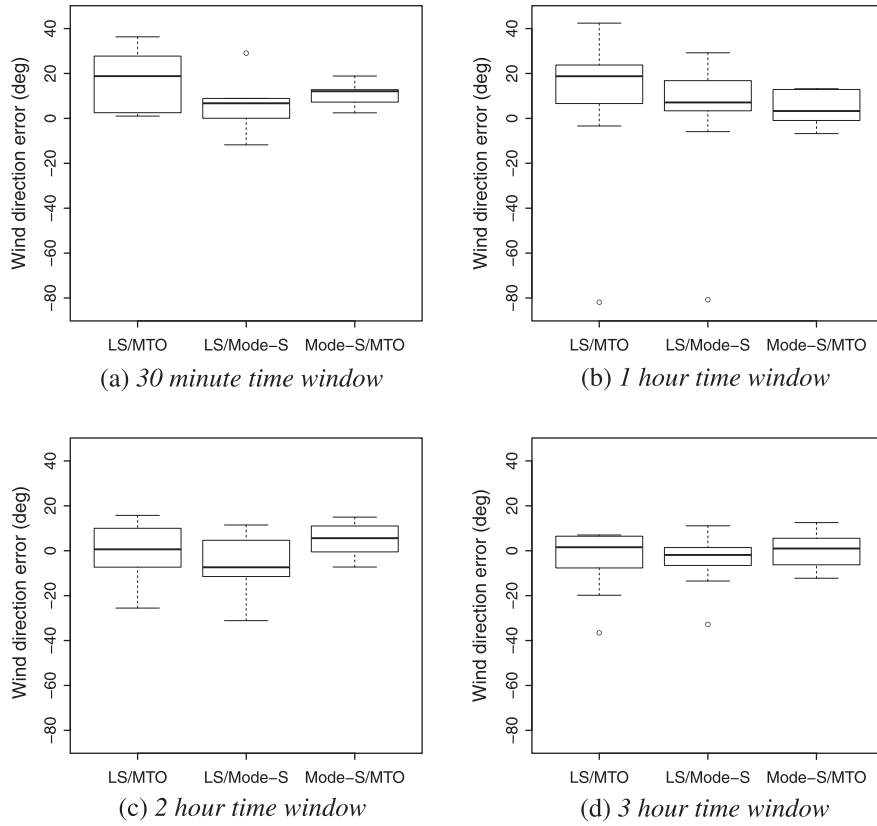 Wind direction error (deg)
40
20
0
−20
−40
−60
−80
LS/MTO LS/Mode−S Mode−S/MTO
(a) 30 minute time window
Wind direction error (deg)
40
20
0
−20
−40
−60
−80
LS/MTO LS/Mode−S Mode−S/MTO
(b) 1 hour time window
Wind direction error (deg)
40
20
0
−20
−40
−60
−80
LS/MTO LS/Mode−S Mode−S/MTO
(c) 2 hour time window
Wind direction error (deg)
40
20
0
−20
−40
−60
−80
LS/MTO LS/Mode−S Mode−S/MTO
(d) 3 hour time window